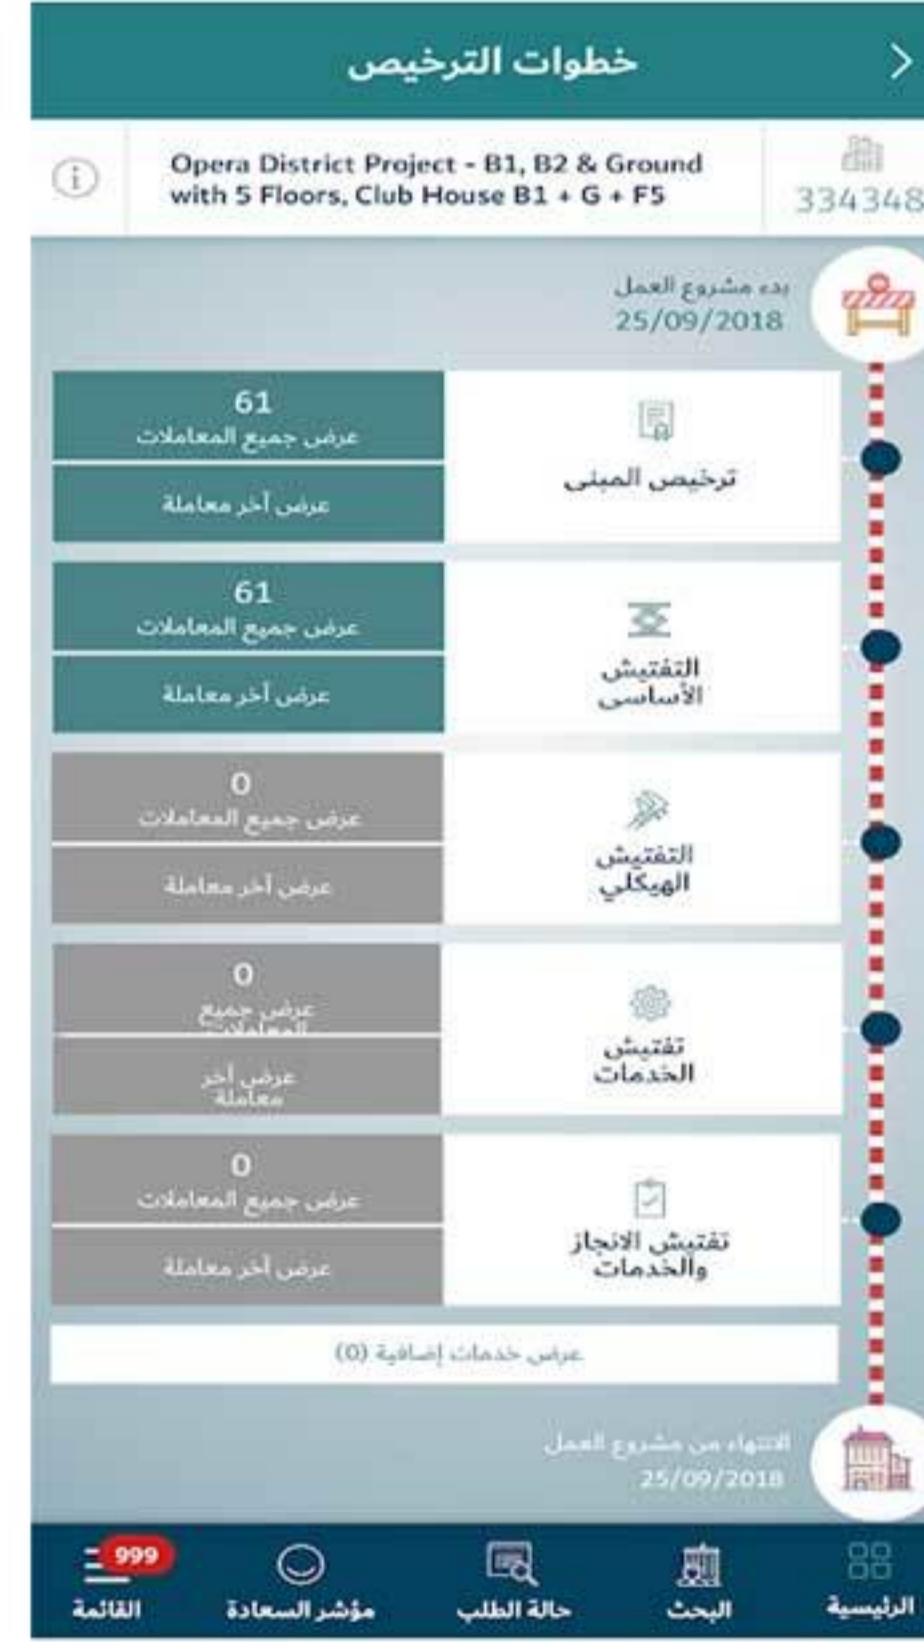 خطوات الترخيص
334348
Opera District Project - B1, B2 & Ground
with 5 Floors, Club House B1 + G + F5
بدء مشروع العمل
25/09/2018
ترخيص المبنى
61
عرض جميع المعاملات
عرض آخر معاملة
التفتيش
الأساسى
61
عرض جميع المعاملات
عرض آخر معاملة
التفتيش
الهيكلي
0
عرض جميع المعاملات
عرض آخر معاملة
تفتيش
الخدمات
0
عرض جميع
المعاملات
عرض آخر
معاملة
تفتيش الانجاز
والخدمات
0
عرض جميع المعاملات
عرض آخر معاملة
عرض خدمات إضافية (0)
الانتهاء من مشروع العمل
25/09/2018
الرئيسية
البحث
حالة الطلب
مؤشر السعادة
999
القائمة